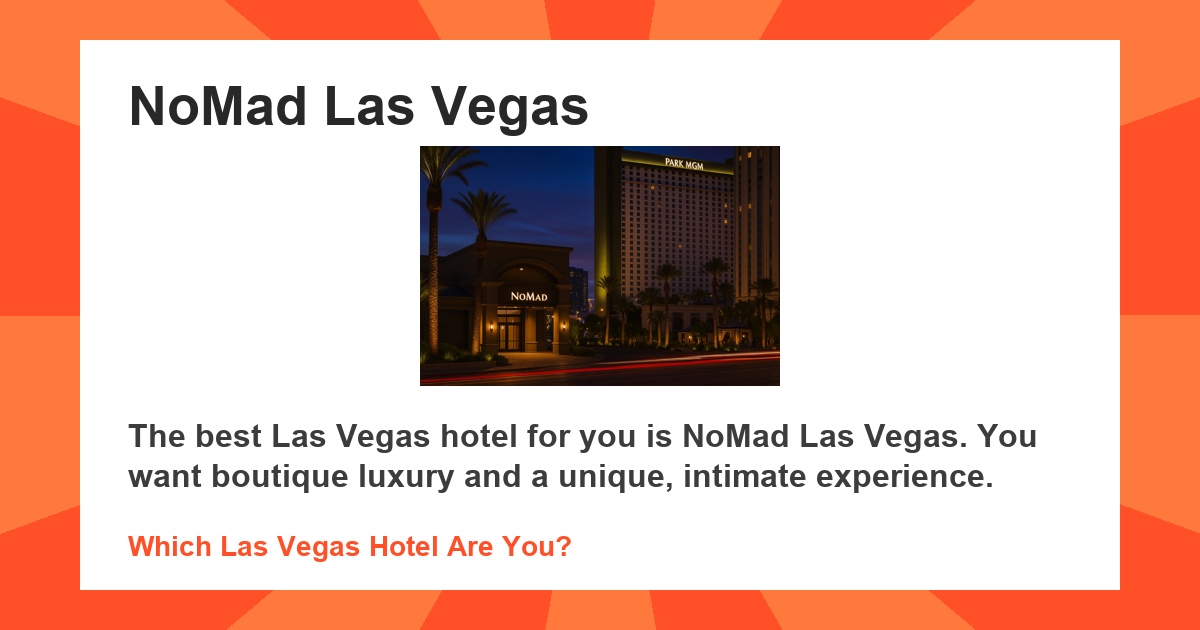 NoMad Las Vegas
PARK MGM
NOMAD
The best Las Vegas hotel for you is NoMad Las Vegas. You
want boutique luxury and a unique, intimate experience.
Which Las Vegas Hotel Are You?